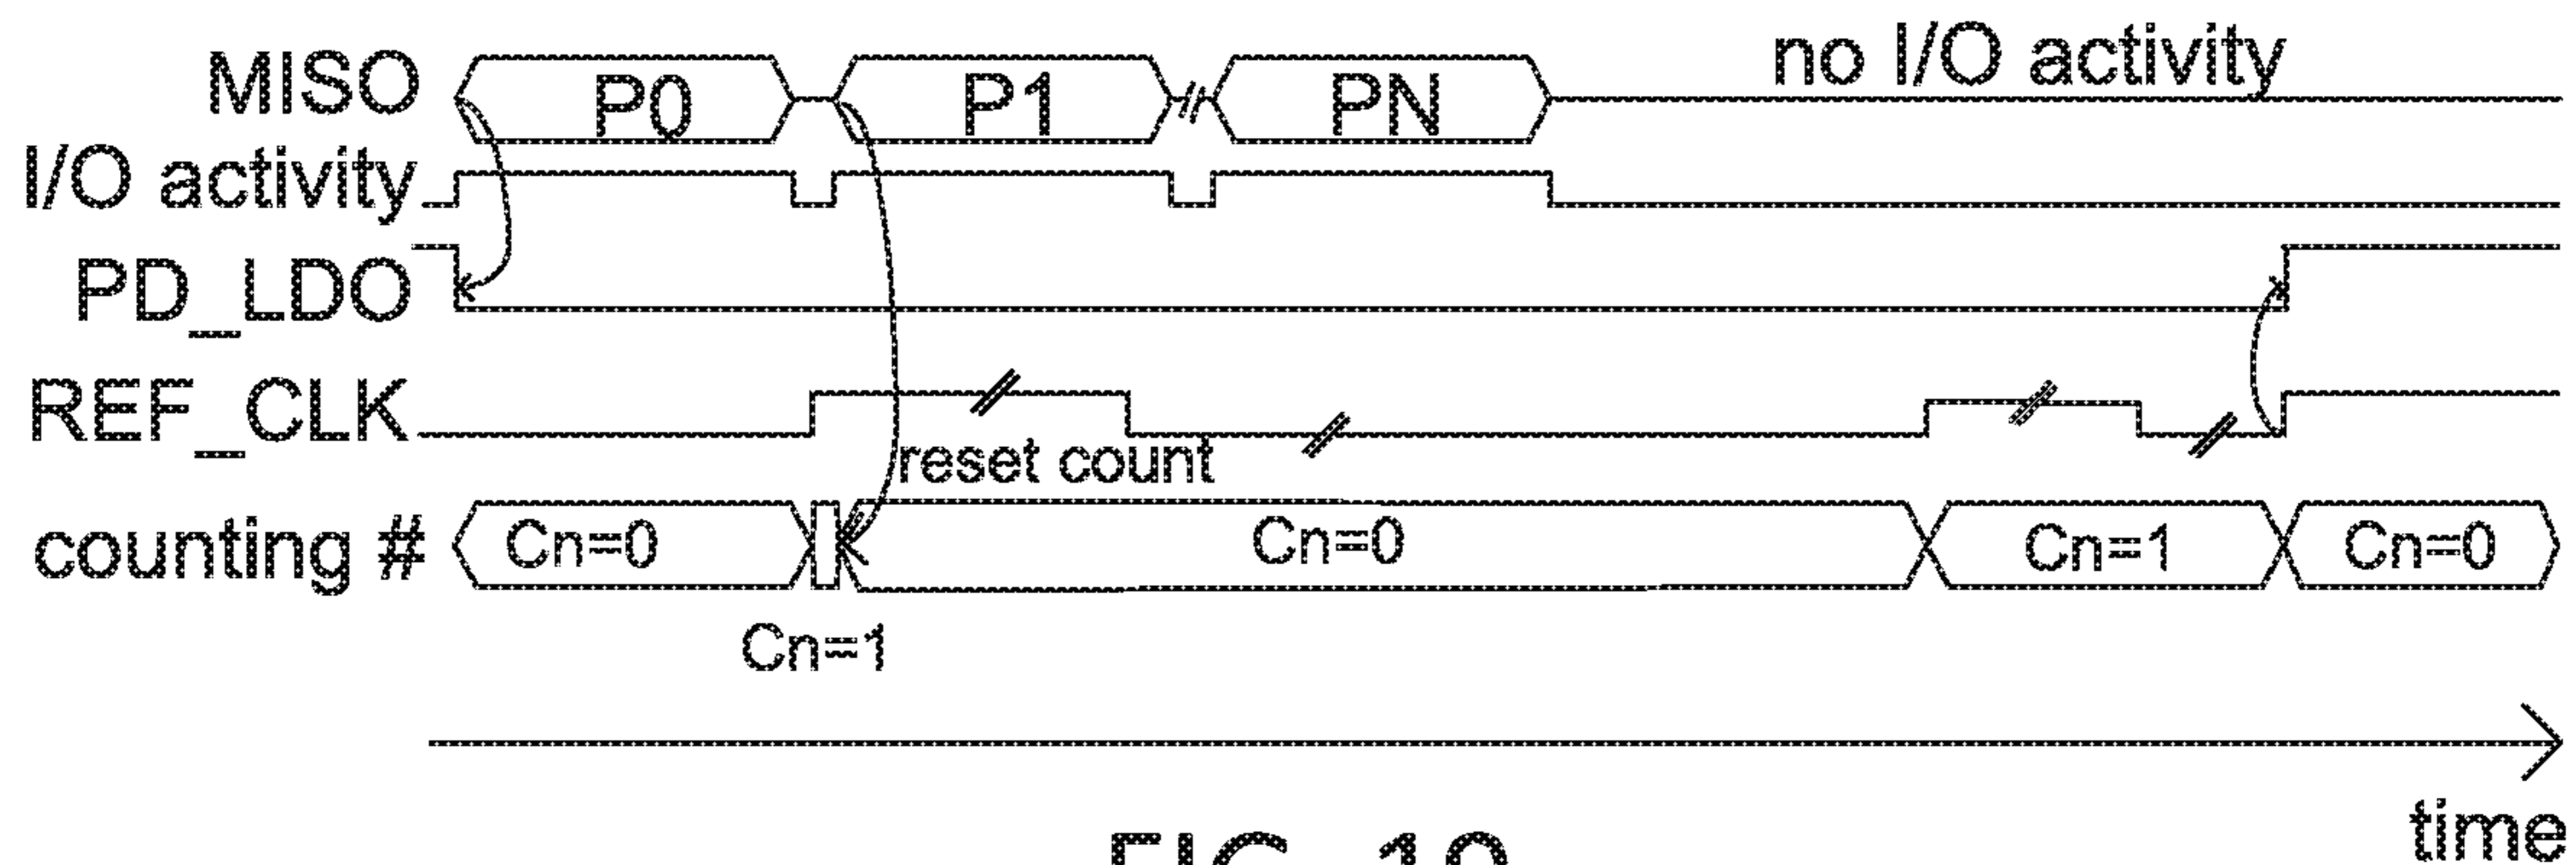 MISO P0 P1 PN no I/O activity
I/O activity
PD_LDO
REF_CLK
reset count
counting # Cn=0 Cn=0 Cn=1 Cn=0
Cn=1
time